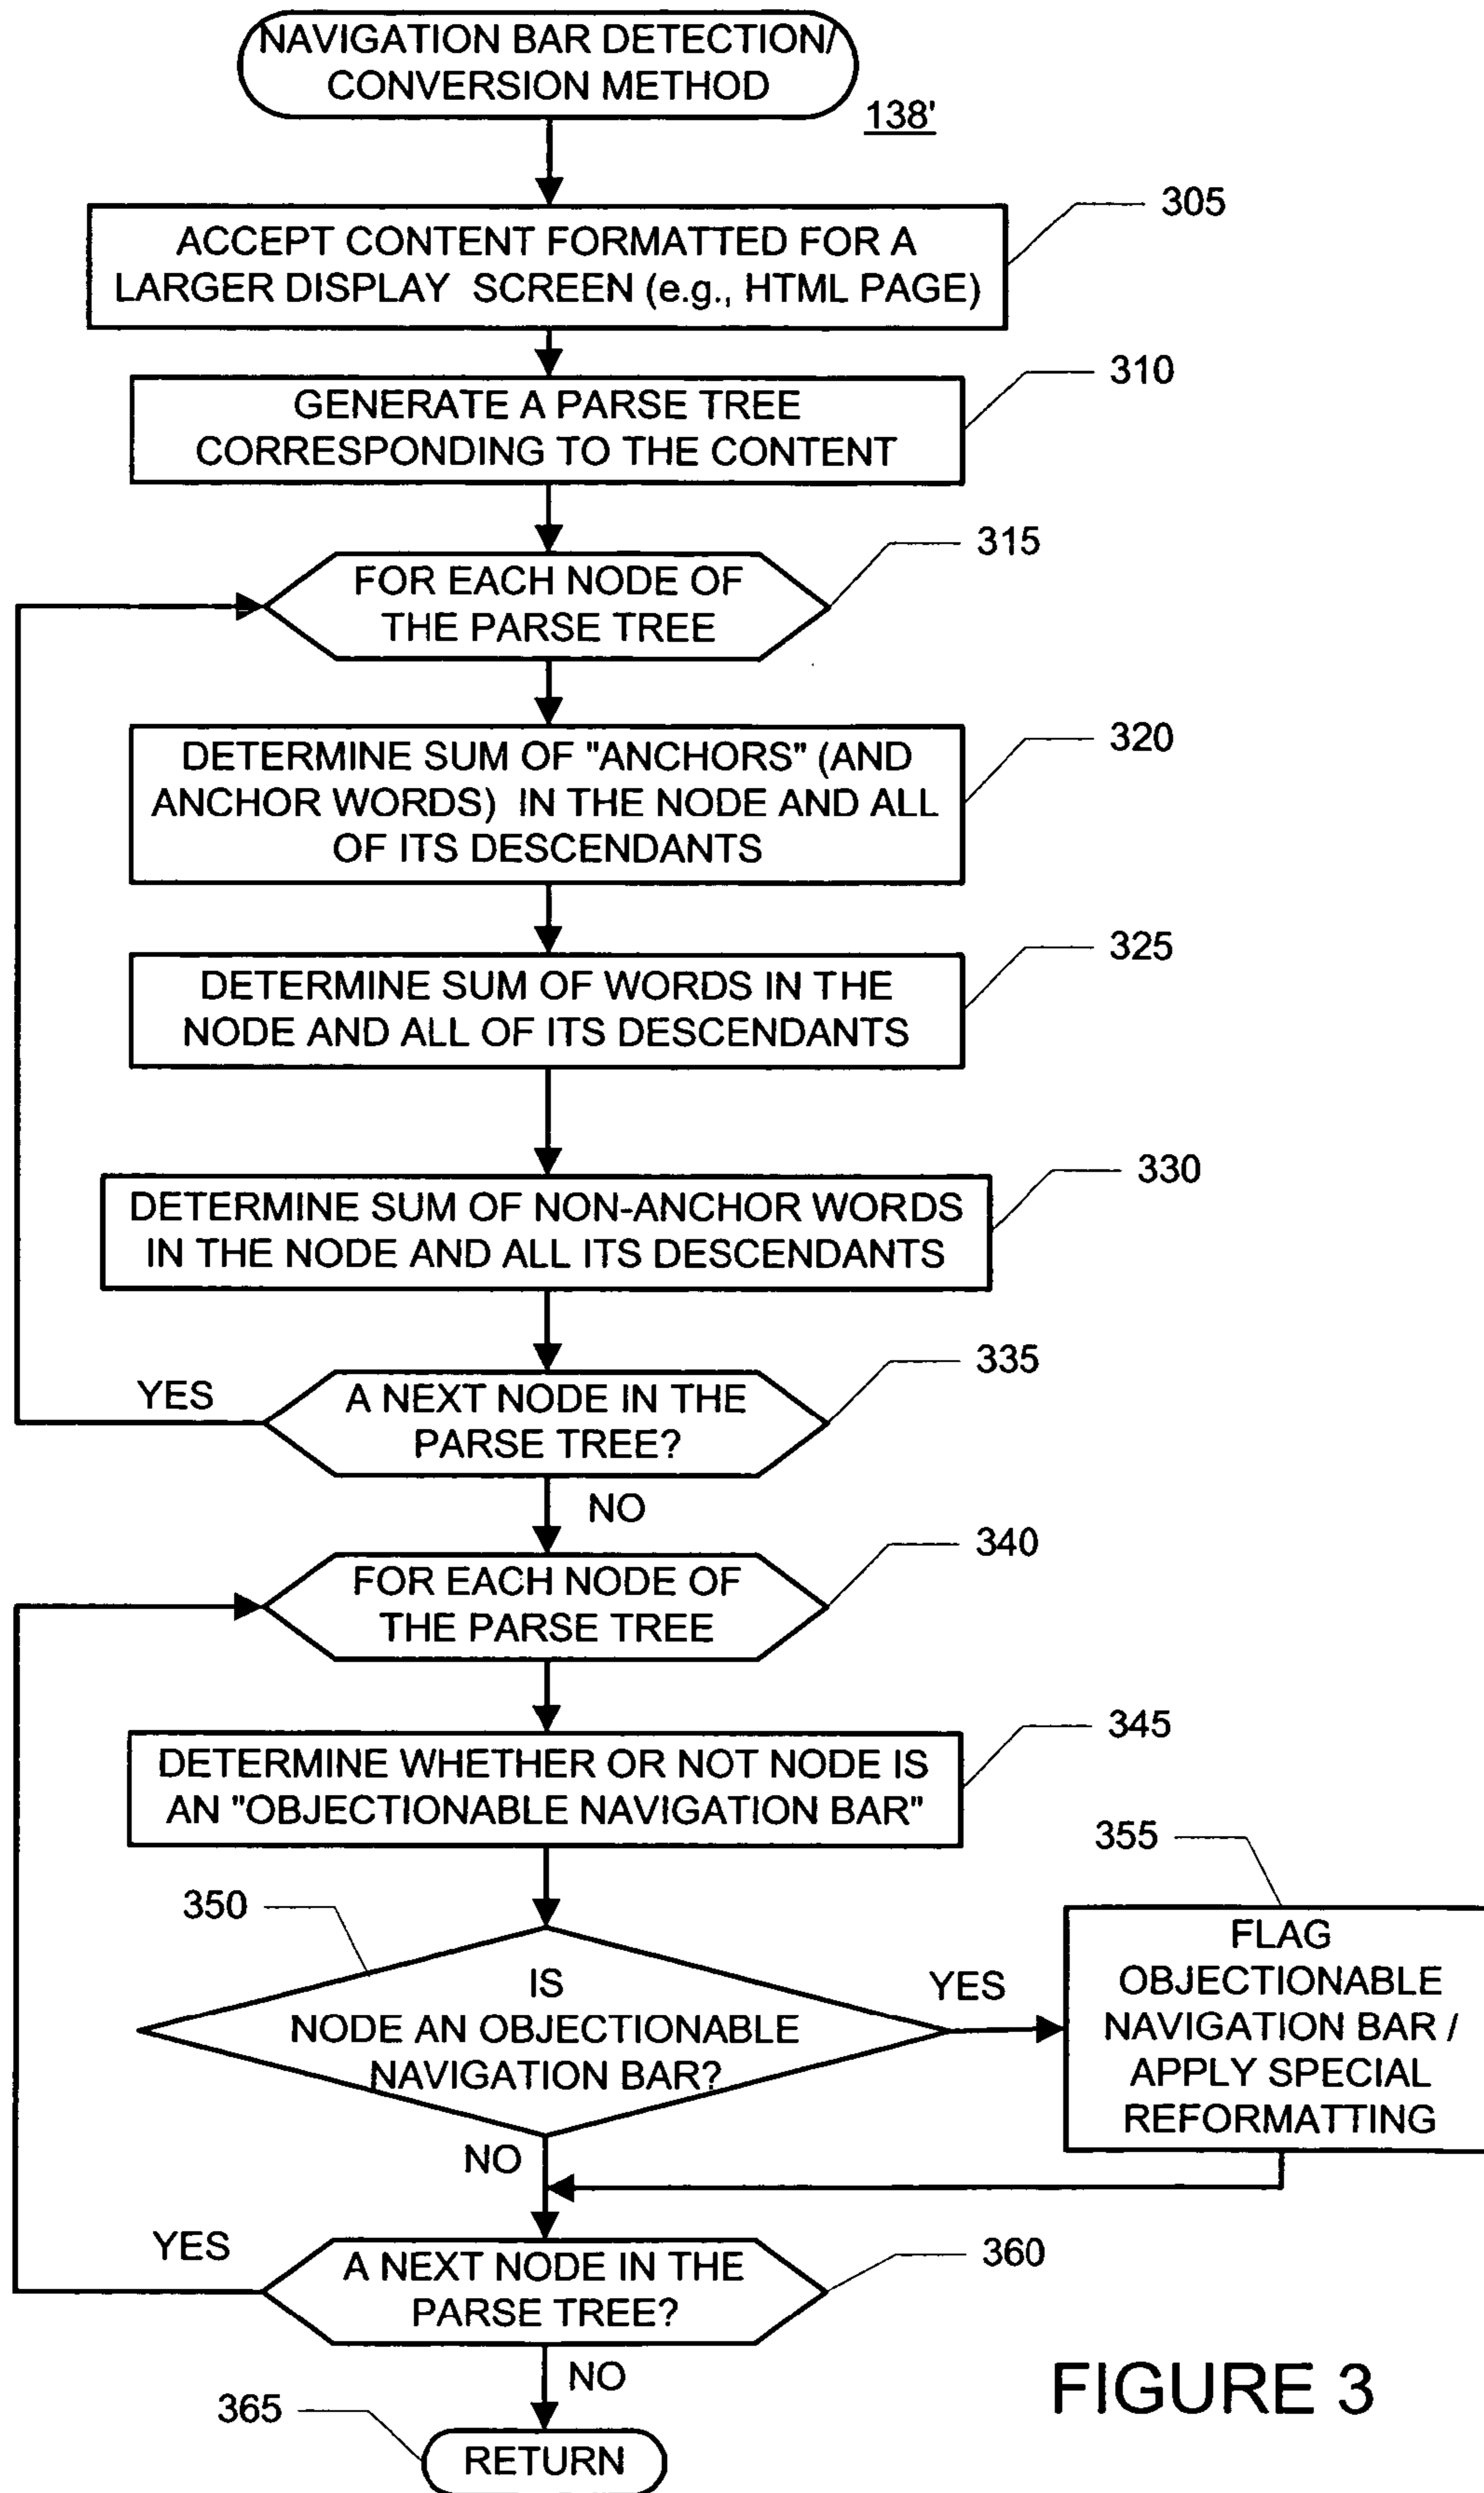 NAVIGATION BAR DETECTION/
CONVERSION METHOD
138'
305
ACCEPT CONTENT FORMATTED FOR A
LARGER DISPLAY SCREEN (e.g., HTML PAGE)
310
GENERATE A PARSE TREE
CORRESPONDING TO THE CONTENT
315
FOR EACH NODE OF
THE PARSE TREE
320
DETERMINE SUM OF "ANCHORS" (AND
ANCHOR WORDS) IN THE NODE AND ALL
OF ITS DESCENDANTS
325
DETERMINE SUM OF WORDS IN THE
NODE AND ALL OF ITS DESCENDANTS
330
DETERMINE SUM OF NON-ANCHOR WORDS
IN THE NODE AND ALL ITS DESCENDANTS
335
YES
A NEXT NODE IN THE
PARSE TREE?
NO
340
FOR EACH NODE OF
THE PARSE TREE
345
DETERMINE WHETHER OR NOT NODE IS
AN "OBJECTIONABLE NAVIGATION BAR"
355
350
IS
NODE AN OBJECTIONABLE
NAVIGATION BAR?
YES
FLAG
OBJECTIONABLE
NAVIGATION BAR /
APPLY SPECIAL
REFORMATTING
NO
YES
A NEXT NODE IN THE
PARSE TREE?
360
NO
365
RETURN
FIGURE 3